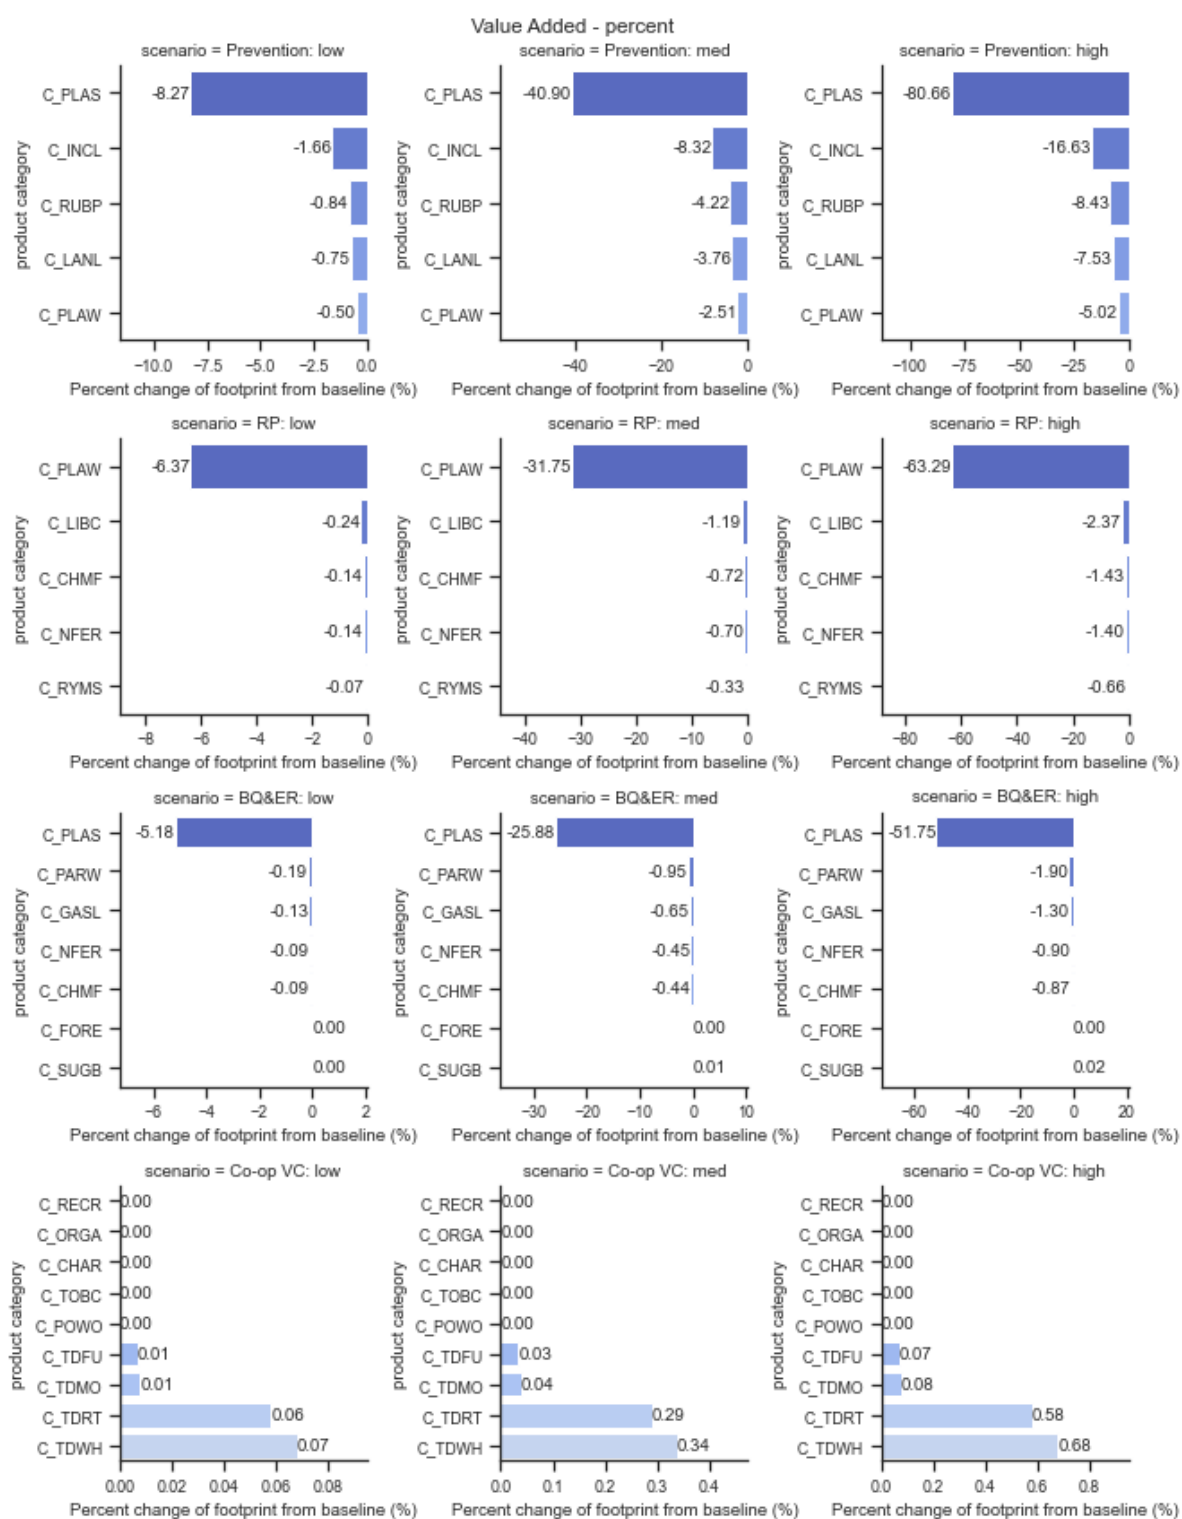 Value Added - percent
scenario = Prevention: low
scenario = Prevention: med
scenario = Prevention: high
product category
C_PLAS
-8.27
C_INCL
-1.66
C_RUBP
-0.84
C_LANL
-0.75
C_PLAW
-0.50
−10.0 −7.5 −5.0 −2.5 0.0
Percent change of footprint from baseline (%)
product category
C_PLAS
-40.90
C_INCL
-8.32
C_RUBP
-4.22
C_LANL
-3.76
C_PLAW
-2.51
−40 −20 0
Percent change of footprint from baseline (%)
product category
C_PLAS
-80.66
C_INCL
-16.63
C_RUBP
-8.43
C_LANL
-7.53
C_PLAW
-5.02
−100 −75 −50 −25 0
Percent change of footprint from baseline (%)
scenario = RP: low
scenario = RP: med
scenario = RP: high
product category
C_PLAW
-6.37
C_LIBC
-0.24
C_CHMF
-0.14
C_NFER
-0.14
C_RYMS
-0.07
−8 −6 −4 −2 0
Percent change of footprint from baseline (%)
product category
C_PLAW
-31.75
C_LIBC
-1.19
C_CHMF
-0.72
C_NFER
-0.70
C_RYMS
-0.33
−40 −30 −20 −10 0
Percent change of footprint from baseline (%)
product category
C_PLAW
-63.29
C_LIBC
-2.37
C_CHMF
-1.43
C_NFER
-1.40
C_RYMS
-0.66
−80 −60 −40 −20 0
Percent change of footprint from baseline (%)
scenario = BQ&ER: low
scenario = BQ&ER: med
scenario = BQ&ER: high
product category
C_PLAS
-5.18
C_PARW
-0.19
C_GASL
-0.13
C_NFER
-0.09
C_CHMF
-0.09
C_FORE
0.00
C_SUGB
0.00
−6 −4 −2 0 2
Percent change of footprint from baseline (%)
product category
C_PLAS
-25.88
C_PARW
-0.95
C_GASL
-0.65
C_NFER
-0.45
C_CHMF
-0.44
C_FORE
0.00
C_SUGB
0.01
−30 −20 −10 0 10
Percent change of footprint from baseline (%)
product category
C_PLAS
-51.75
C_PARW
-1.90
C_GASL
-1.30
C_NFER
-0.90
C_CHMF
-0.87
C_FORE
0.00
C_SUGB
0.02
−60 −40 −20 0 20
Percent change of footprint from baseline (%)
scenario = Co-op VC: low
scenario = Co-op VC: med
scenario = Co-op VC: high
product category
C_RECR
0.00
C_ORGA
0.00
C_CHAR
0.00
C_TOBC
0.00
C_POWO
0.00
C_TDFU
0.01
C_TDMO
0.01
C_TDRT
0.06
C_TDWH
0.07
0.00 0.02 0.04 0.06 0.08
Percent change of footprint from baseline (%)
product category
C_RECR
0.00
C_ORGA
0.00
C_CHAR
0.00
C_TOBC
0.00
C_POWO
0.00
C_TDFU
0.03
C_TDMO
0.04
C_TDRT
0.29
C_TDWH
0.34
0.0 0.1 0.2 0.3 0.4
Percent change of footprint from baseline (%)
product category
C_RECR
0.00
C_ORGA
0.00
C_CHAR
0.00
C_TOBC
0.00
C_POWO
0.00
C_TDFU
0.07
C_TDMO
0.08
C_TDRT
0.58
C_TDWH
0.68
0.0 0.2 0.4 0.6 0.8
Percent change of footprint from baseline (%)